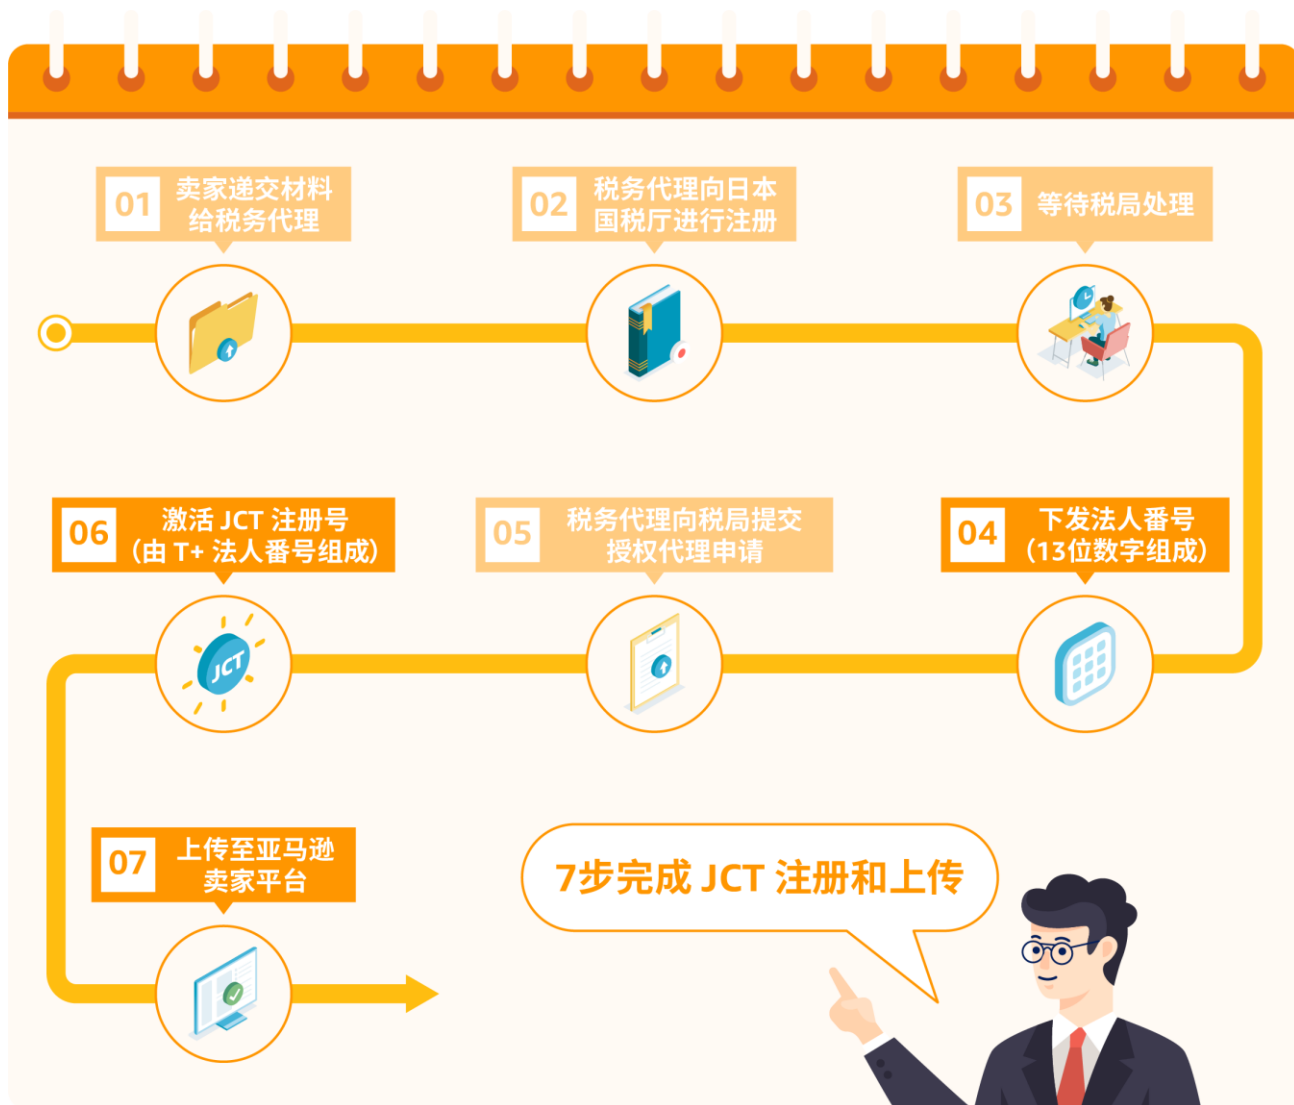 01
卖家递交材料
给税务代理
02
税务代理向日本
国税厅进行注册
03
等待税局处理
04
下发法人番号
（13位数字组成）
05
税务代理向税局提交
授权代理申请
06
激活 JCT 注册号
（由 T+ 法人番号组成）
JCT
07
上传至亚马逊
卖家平台
7步完成 JCT 注册和上传